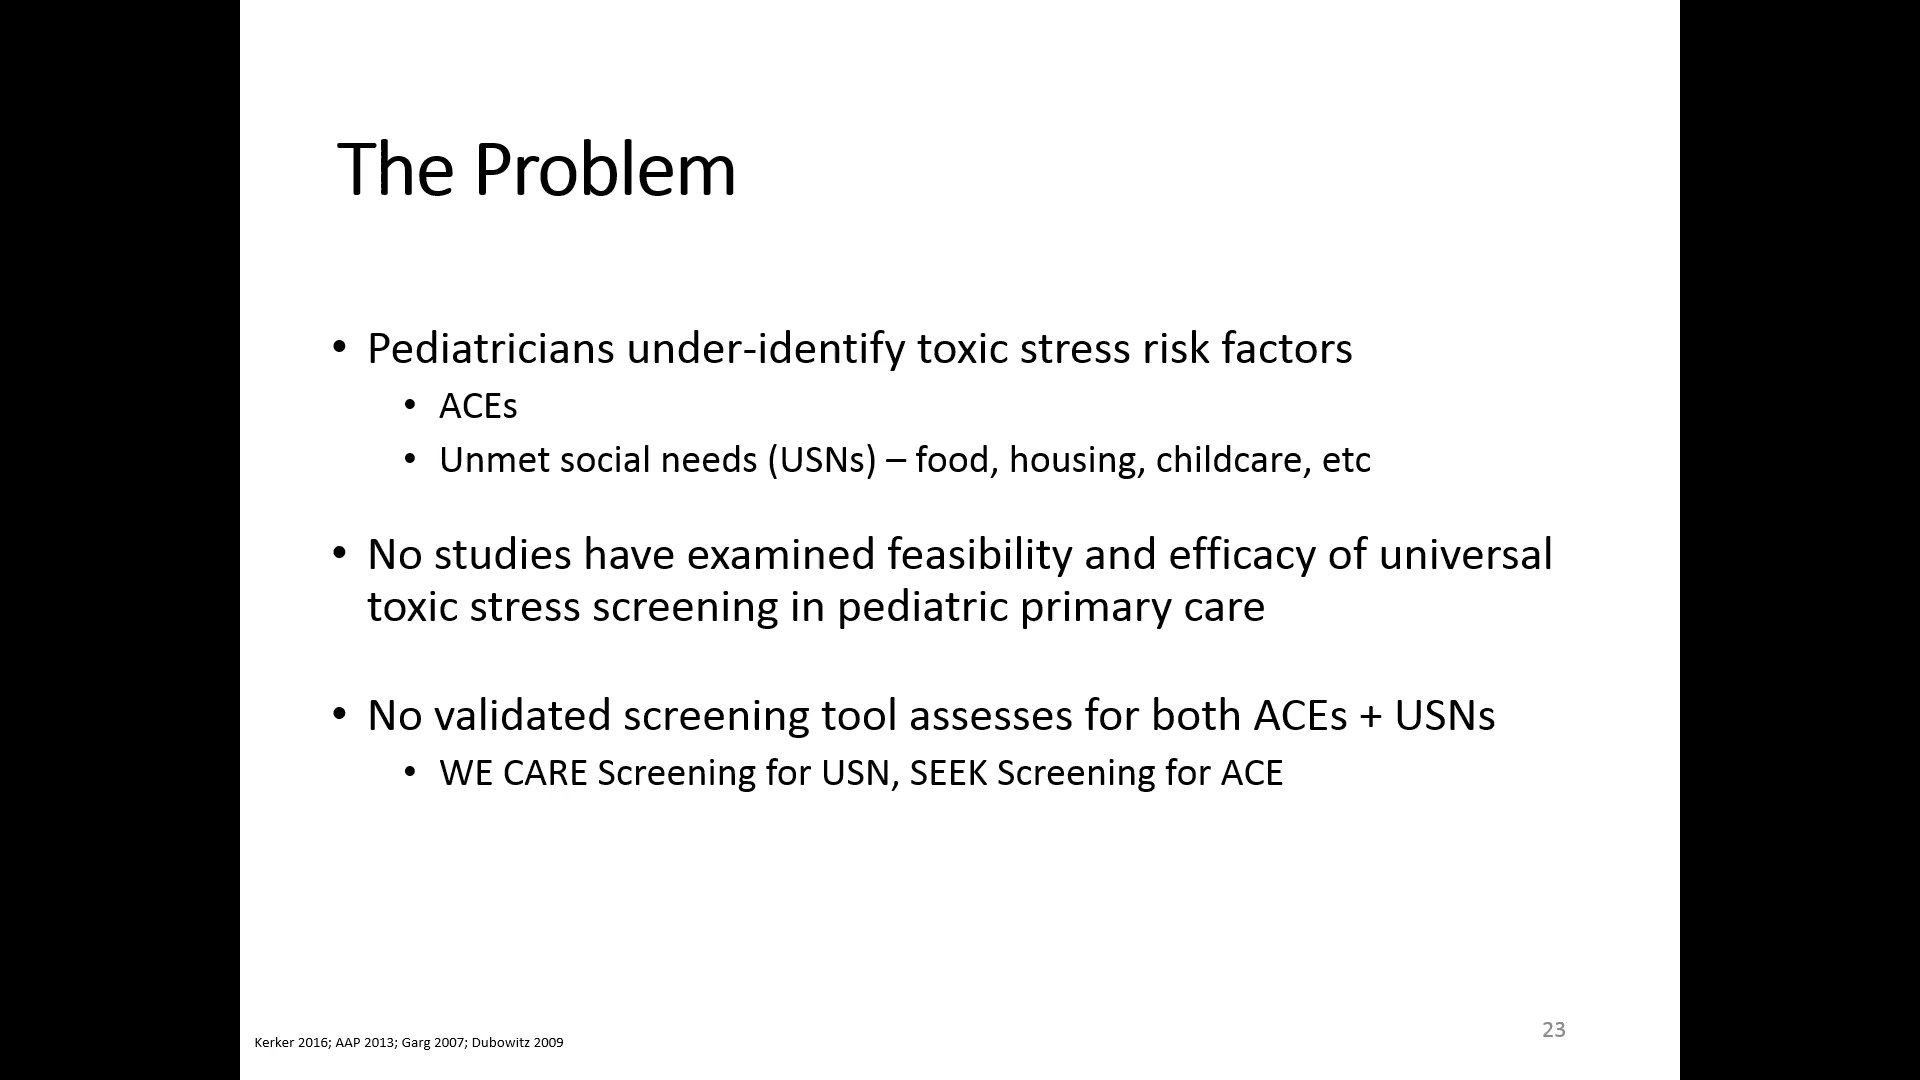 The Problem
• Pediatricians under-identify toxic stress risk factors
• ACEs
• Unmet social needs (USNs) – food, housing, childcare, etc
• No studies have examined feasibility and efficacy of universal
toxic stress screening in pediatric primary care
• No validated screening tool assesses for both ACEs + USNs
• WE CARE Screening for USN, SEEK Screening for ACE
Kerker 2016; AAP 2013; Garg 2007; Dubowitz 2009
23